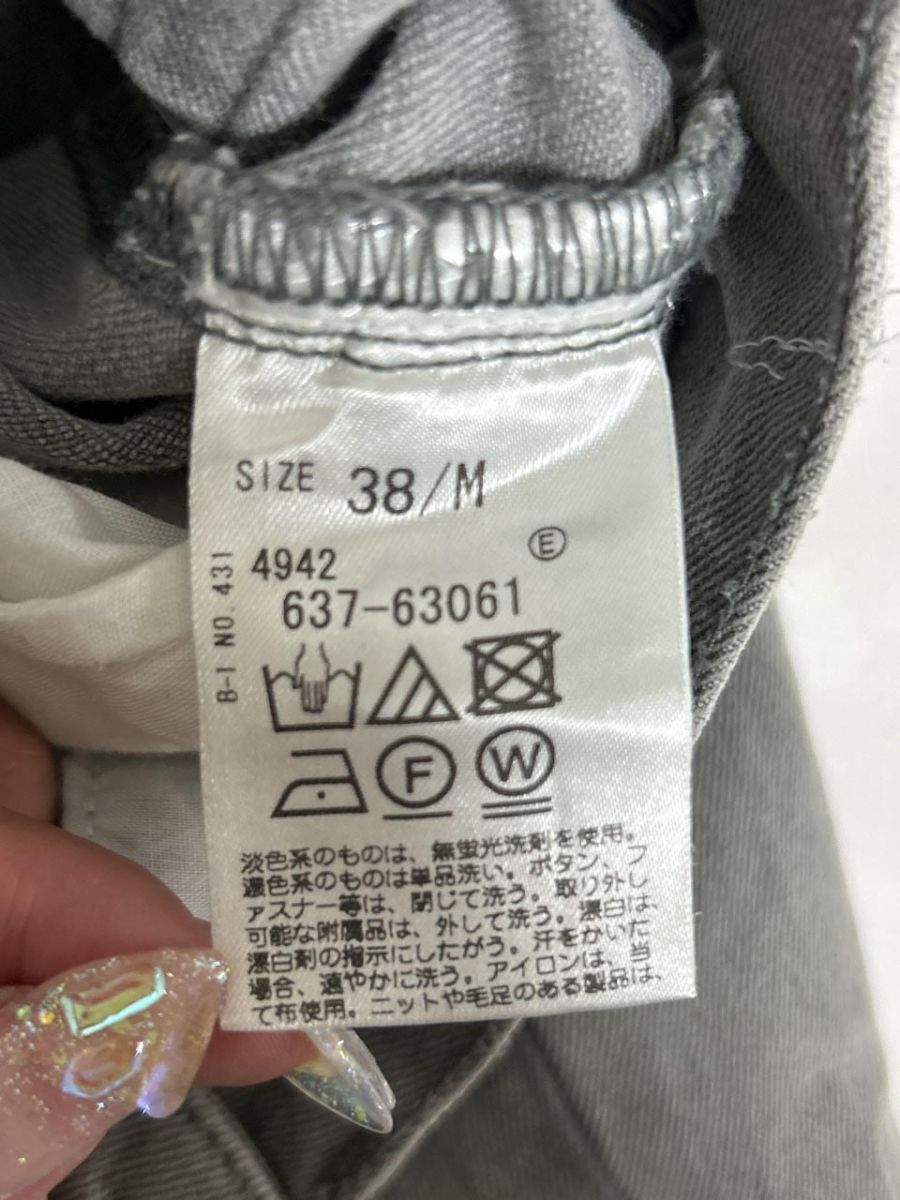 SIZE 38/M
E
4942
637-63061
B-1 NO.431
F W
淡色系のものは、無蛍光洗剤を使用。
濃色系のものは単品洗い。ボタン、フ
ァスナー等は、閉じて洗う。取り外し
可能な附属品は、外して洗う。漂白は
漂白剤の指示にしたがう。汗をかいた
場合、速やかに洗う。アイロンは、当
て布使用。ニットや毛足のある製品は、